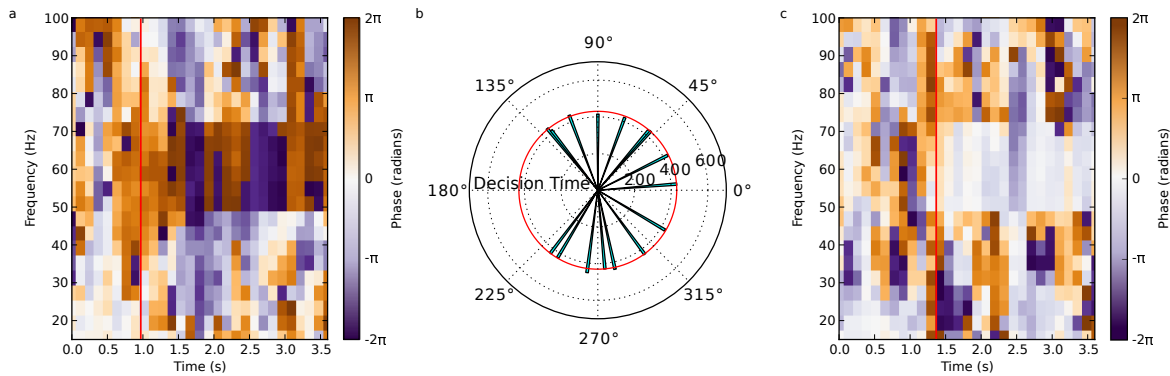 a
Frequency (Hz)
100
90
80
70
60
50
40
30
20
0.0 0.5 1.0 1.5 2.0 2.5 3.0 3.5
Time (s)
2π
π
0
-π
-2π
Phase (radians)
b
90°
135° 45°
180° Decision Time 200 400 600 0°
225° 315°
270°
c
Frequency (Hz)
100
90
80
70
60
50
40
30
20
0.0 0.5 1.0 1.5 2.0 2.5 3.0 3.5
Time (s)
2π
π
0
-π
-2π
Phase (radians)